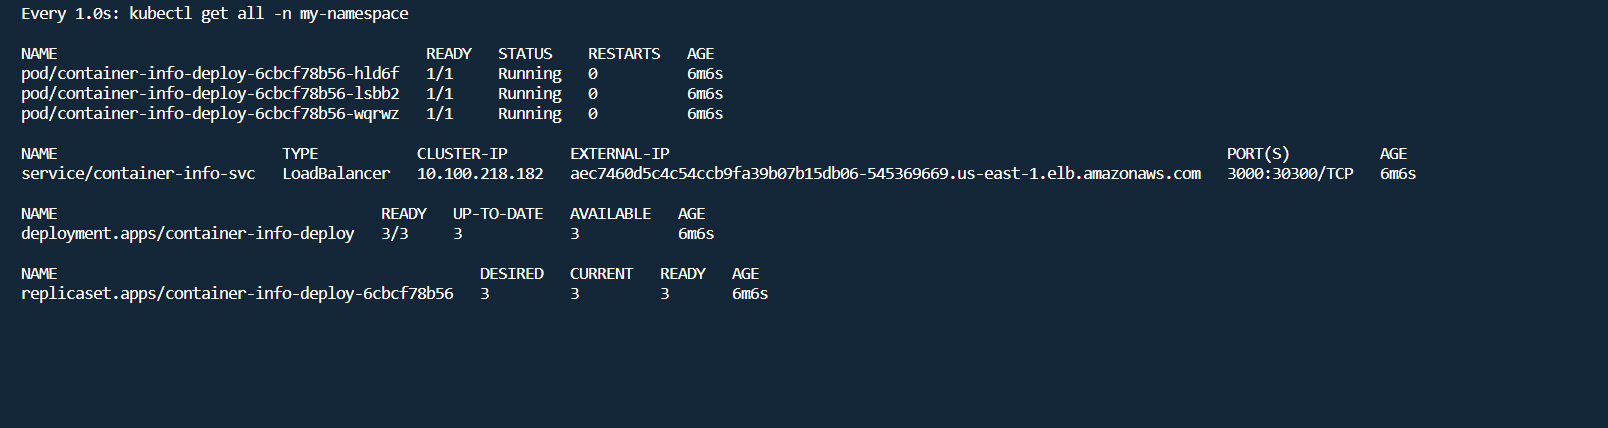 Every 1.0s: kubectl get all -n my-namespace
NAME READY STATUS RESTARTS AGE
pod/container-info-deploy-6cbcf78b56-hld6f 1/1 Running 0 6m6s
pod/container-info-deploy-6cbcf78b56-lsbb2 1/1 Running 0 6m6s
pod/container-info-deploy-6cbcf78b56-wqrwz 1/1 Running 0 6m6s
NAME TYPE CLUSTER-IP EXTERNAL-IP PORT(S) AGE
service/container-info-svc LoadBalancer 10.100.218.182 aec7460d5c4c54ccb9fa39b07b15db06-545369669.us-east-1.elb.amazonaws.com 3000:30300/TCP 6m6s
NAME READY UP-TO-DATE AVAILABLE AGE
deployment.apps/container-info-deploy 3/3 3 3 6m6s
NAME DESIRED CURRENT READY AGE
replicaset.apps/container-info-deploy-6cbcf78b56 3 3 3 6m6s